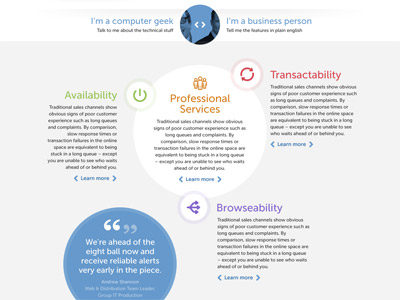 I'm a computer geek
Talk to me about the technical stuff
I'm a business person
Tell me the features in plain english
Availability
Traditional sales channels show
obvious signs of poor customer
experience such as long queues
and complaints. By comparison,
slow response times or
transaction failures in the online
space are equivalent to being
stuck in a long queue – except
you are unable to see who waits
ahead of or behind you.
Learn more
Professional
Services
Traditional sales channels show obvious
signs of poor customer experience such as
long queues and complaints. By
comparison, slow response times or
transaction failures in the online space
are equivalent to being stuck in a long
queue – except you are unable to see
who waits ahead of or behind you.
Learn more
Transactability
Traditional sales channels show obvious
signs of poor customer experience such as
long queues and complaints. By
comparison, slow response times or
transaction failures in the online space are
equivalent to being stuck in a long queue
– except you are unable to see who waits
ahead of or behind you.
Learn more
Browseability
Traditional sales channels show obvious
signs of poor customer experience such as
long queues and complaints. By
comparison, slow response times or
transaction failures in the online space are
equivalent to being stuck in a long queue
– except you are unable to see who waits
ahead of or behind you.
Learn more
We're ahead of the
eight ball now and
receive reliable alerts
very early in the piece.
Andrew Shannon
Web & Distribution Team Leader
Group IT Production